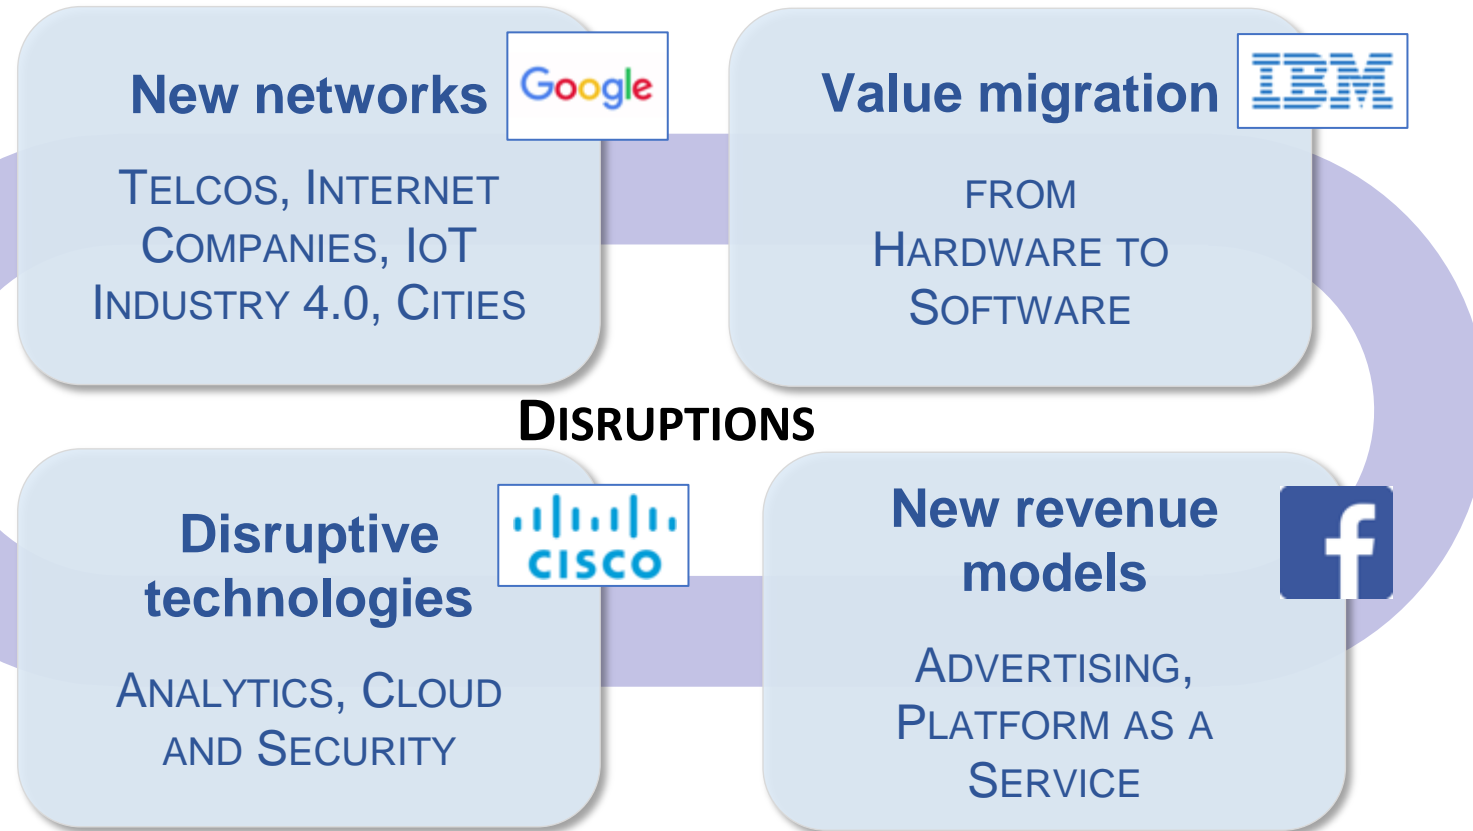 New networks
Google
TELCOS, INTERNET
COMPANIES, IOT
INDUSTRY 4.0, CITIES
Value migration
IBM
FROM
HARDWARE TO
SOFTWARE
DISRUPTIONS
Disruptive
technologies
CISCO
ANALYTICS, CLOUD
AND SECURITY
New revenue
models
f
ADVERTISING,
PLATFORM AS A
SERVICE